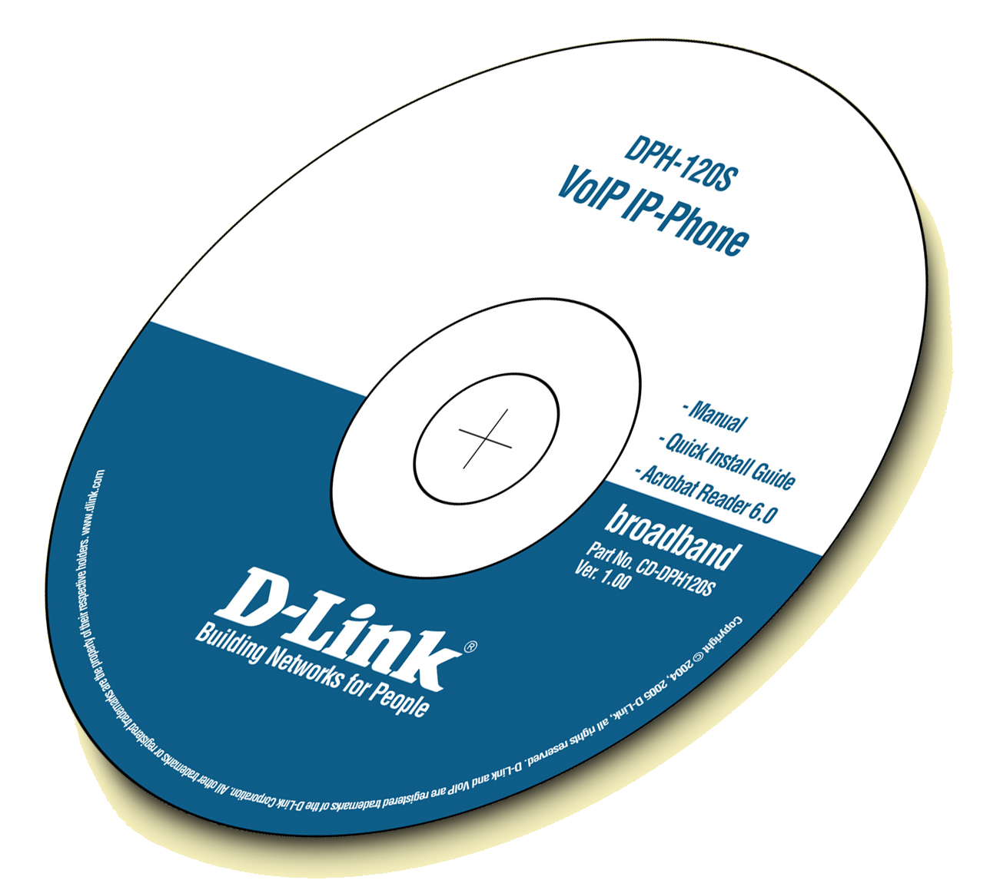 DPH-120S
VoIP IP-Phone
- Manual
- Quick Install Guide
- Acrobat Reader 6.0
broadband
Part No. CD-DPH120S
Ver. 1.00
D-Link®
Building Networks for People
Copyright © 2004, 2005 D-Link, all rights reserved. D-Link and VoIP are registered trademarks of the D-Link Corporation. All other trademarks or registered trademarks are the property of their respective holders. www.dlink.com